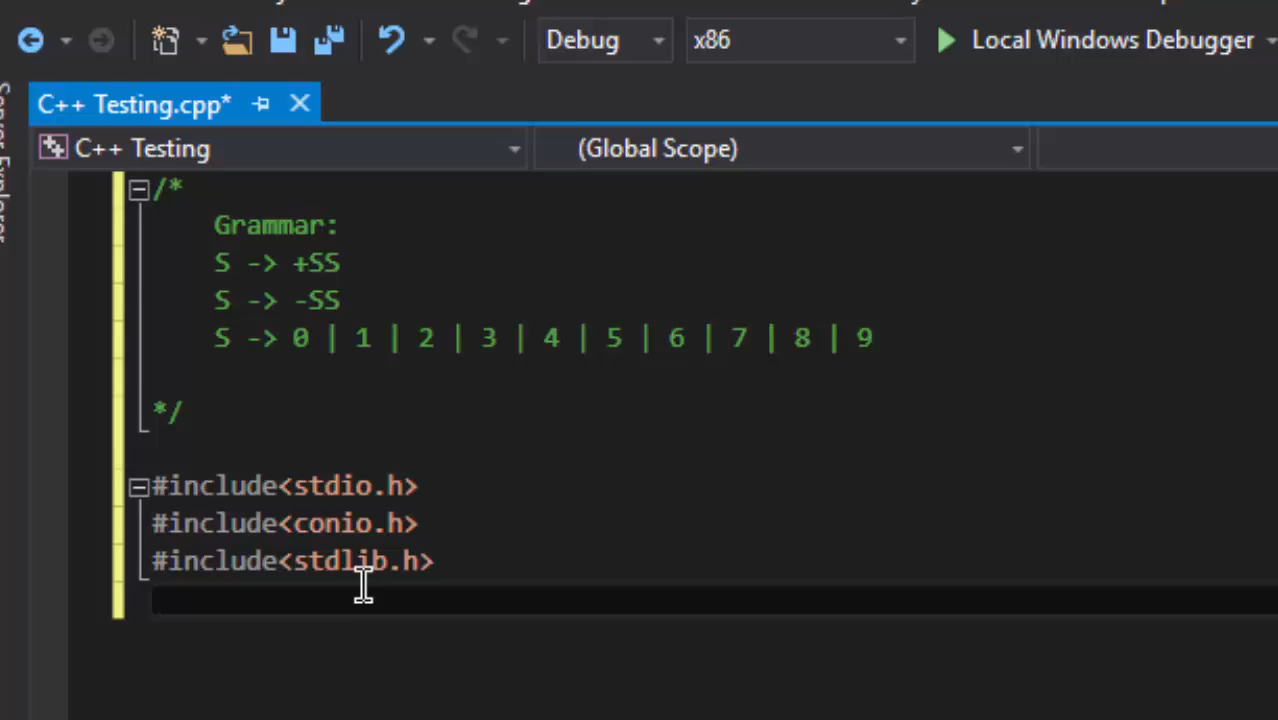 Debug x86 Local Windows Debugger
C++ Testing.cpp*
C++ Testing (Global Scope)
/*
Grammar:
S -> +SS
S -> -SS
S -> 0 | 1 | 2 | 3 | 4 | 5 | 6 | 7 | 8 | 9
*/
#include<stdio.h>
#include<conio.h>
#include<stdlib.h>